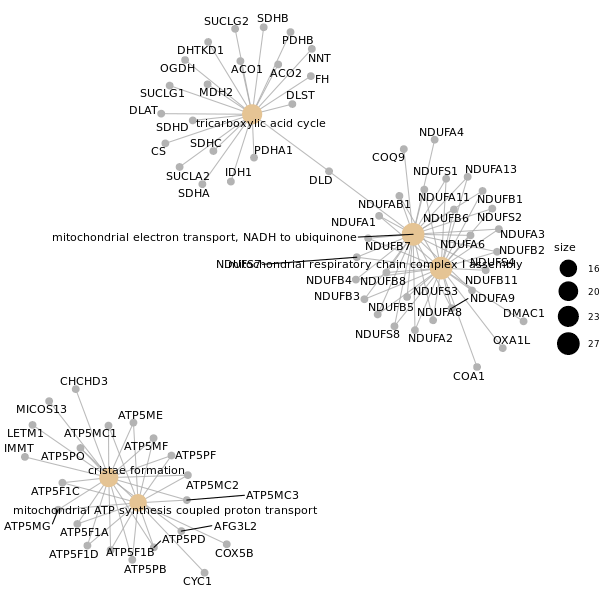 SUCLG2
SDHB
DHTKD1
PDHB
NNT
OGDH
ACO1
ACO2
FH
SUCLG1
MDH2
DLST
DLAT
SDHD
tricarboxylic acid cycle
CS
SDHC
PDHA1
SUCLA2
IDH1
SDHA
DLD
NDUFA4
COQ9
NDUFS1
NDUFA13
NDUFAB1
NDUFA11
NDUFB1
NDUFA1
NDUFB6
NDUFS2
mitochondrial electron transport, NADH to ubiquinone
NDUFA3
NDUFB7
NDUFA6
NDUFB2
NDUFS7
mitochondrial respiratory chain complex I assembly
NDUFS4
NDUFB4
NDUFB8
NDUFB11
NDUFB3
NDUFS3
NDUFA9
NDUFB5
NDUFA8
DMAC1
NDUFS8
NDUFA2
OXA1L
COA1
size
16
20
23
27
CHCHD3
MICOS13
ATP5ME
LETM1
ATP5MC1
IMMT
ATP5PO
ATP5MF
ATP5PF
cristae formation
ATP5F1C
ATP5MC2
ATP5MC3
mitochondrial ATP synthesis coupled proton transport
ATP5MG
ATP5F1A
AFG3L2
ATP5PD
ATP5F1D
ATP5F1B
COX5B
ATP5PB
CYC1